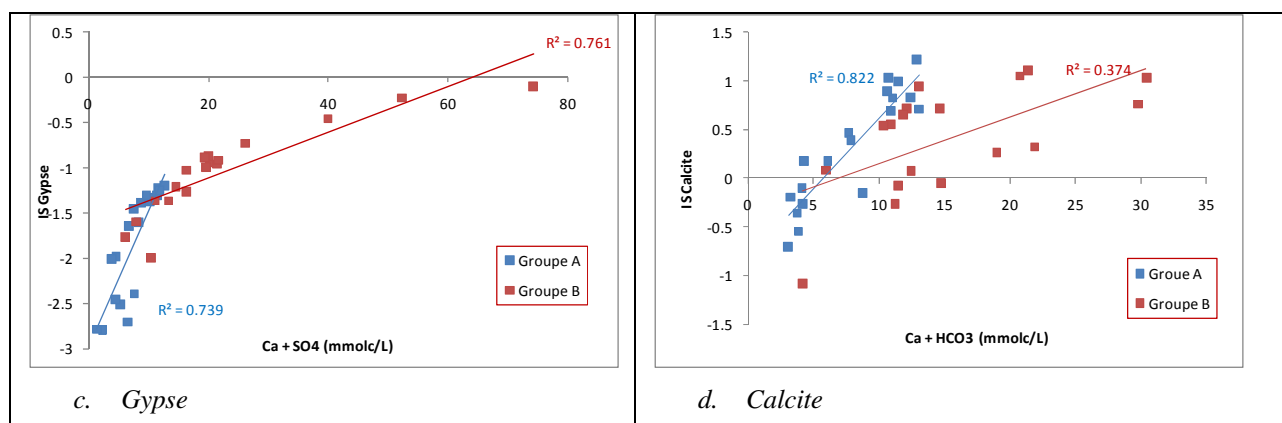 0.5
0
-0.5
-1
-1.5
-2
-2.5
-3
0
20
40
60
80
IS Gypse
R² = 0.761
R² = 0.739
Groupe A
Groupe B
Ca + SO4 (mmolc/L)
c. Gypse
1.5
1
0.5
0
-0.5
-1
-1.5
0
5
10
15
20
25
30
35
IS Calcite
R² = 0.822
R² = 0.374
Groue A
Groupe B
Ca + HCO3 (mmolc/L)
d. Calcite